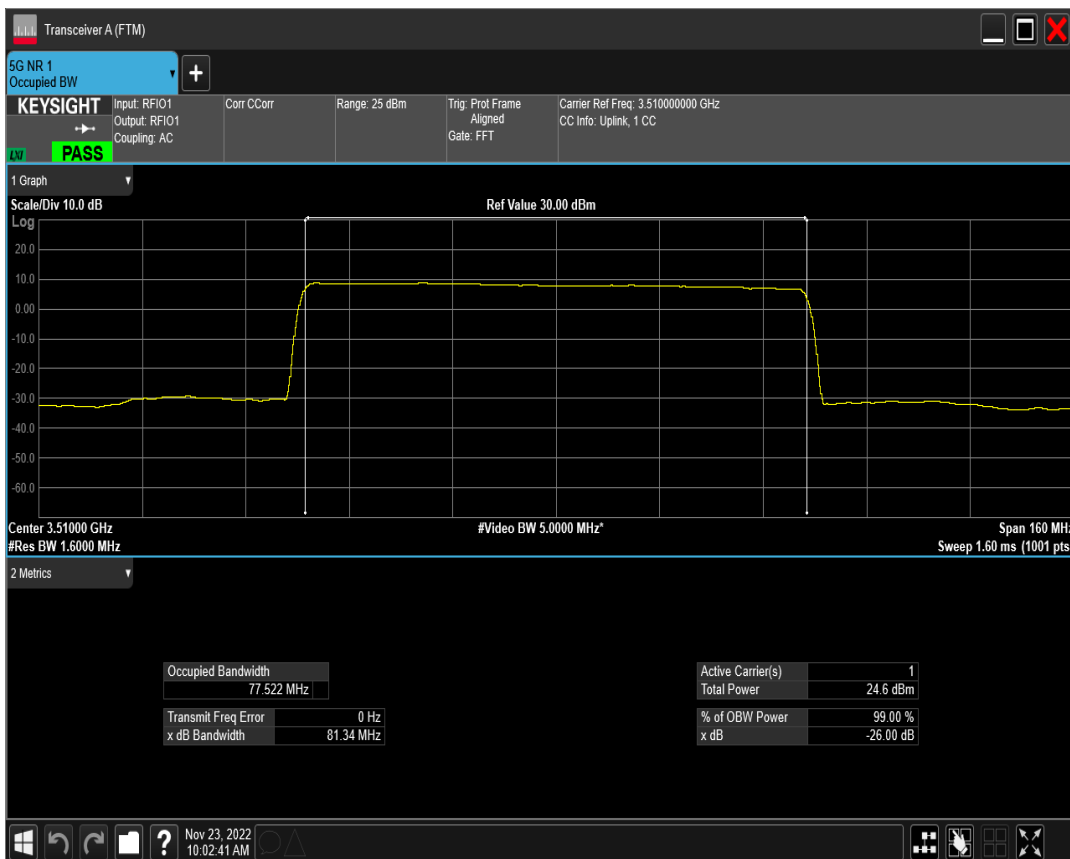 Transceiver A (FTM)
5G NR 1
Occupied BW
+
KEYSIGHT
Input: RFIO1
Output: RFIO1
Coupling: AC
Corr CCorr
Range: 25 dBm
Trig: Prot Frame
Aligned
Gate: FFT
Carrier Ref Freq: 3.510000000 GHz
CC Info: Uplink, 1 CC
LXI
PASS
1 Graph
Scale/Div 10.0 dB
Ref Value 30.00 dBm
Log
20.0
10.0
0.00
-10.0
-20.0
-30.0
-40.0
-50.0
-60.0
Center 3.51000 GHz
#Video BW 5.0000 MHz*
Span 160 MHz
#Res BW 1.6000 MHz
Sweep 1.60 ms (1001 pts
2 Metrics
Occupied Bandwidth
77.522 MHz
Transmit Freq Error 0 Hz
x dB Bandwidth 81.34 MHz
Active Carrier(s) 1
Total Power 24.6 dBm
% of OBW Power 99.00 %
x dB -26.00 dB
?
Nov 23, 2022
10:02:41 AM